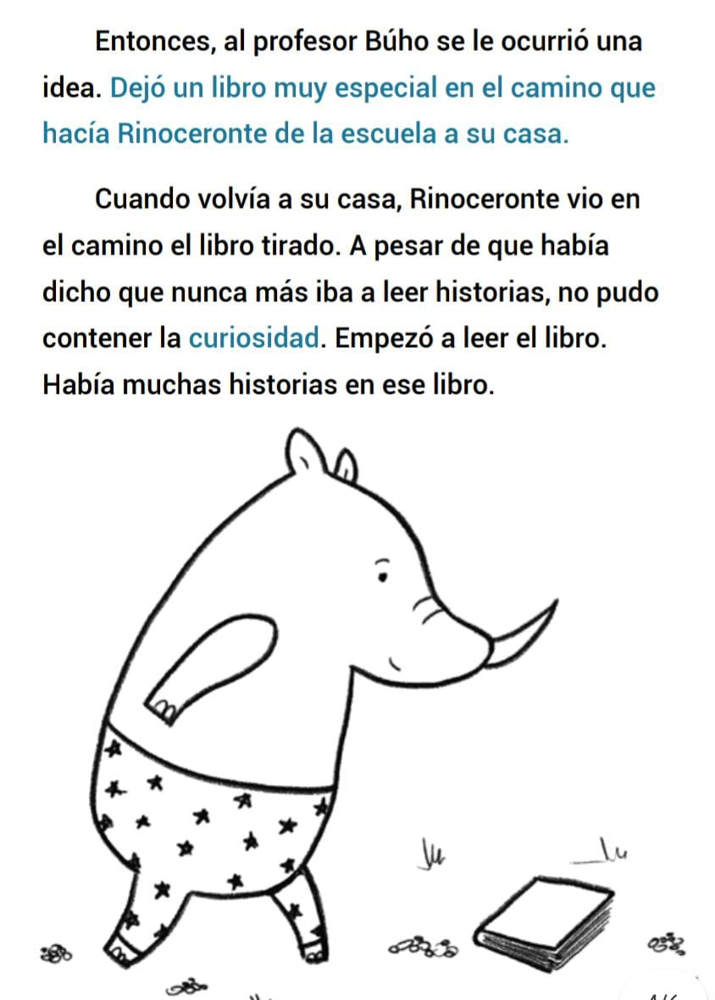 Entonces, al profesor Búho se le ocurrió una
idea. Dejó un libro muy especial en el camino que
hacía Rinoceronte de la escuela a su casa.
Cuando volvía a su casa, Rinoceronte vio en
el camino el libro tirado. A pesar de que había
dicho que nunca más iba a leer historias, no pudo
contener la curiosidad. Empezó a leer el libro.
Había muchas historias en ese libro.